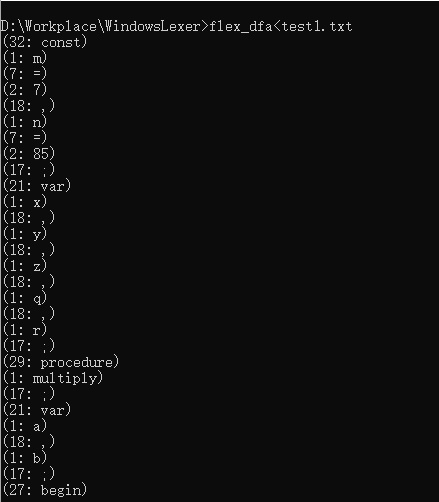 D:\Workplace\WindowsLexer>flex_dfa<test1.txt
(32: const)
(1: m)
(7: =)
(2: 7)
(18: ,)
(1: n)
(7: =)
(2: 85)
(17: ;)
(21: var)
(1: x)
(18: ,)
(1: y)
(18: ,)
(1: z)
(18: ,)
(1: q)
(18: ,)
(1: r)
(17: ;)
(29: procedure)
(1: multiply)
(17: ;)
(21: var)
(1: a)
(18: ,)
(1: b)
(17: ;)
(27: begin)